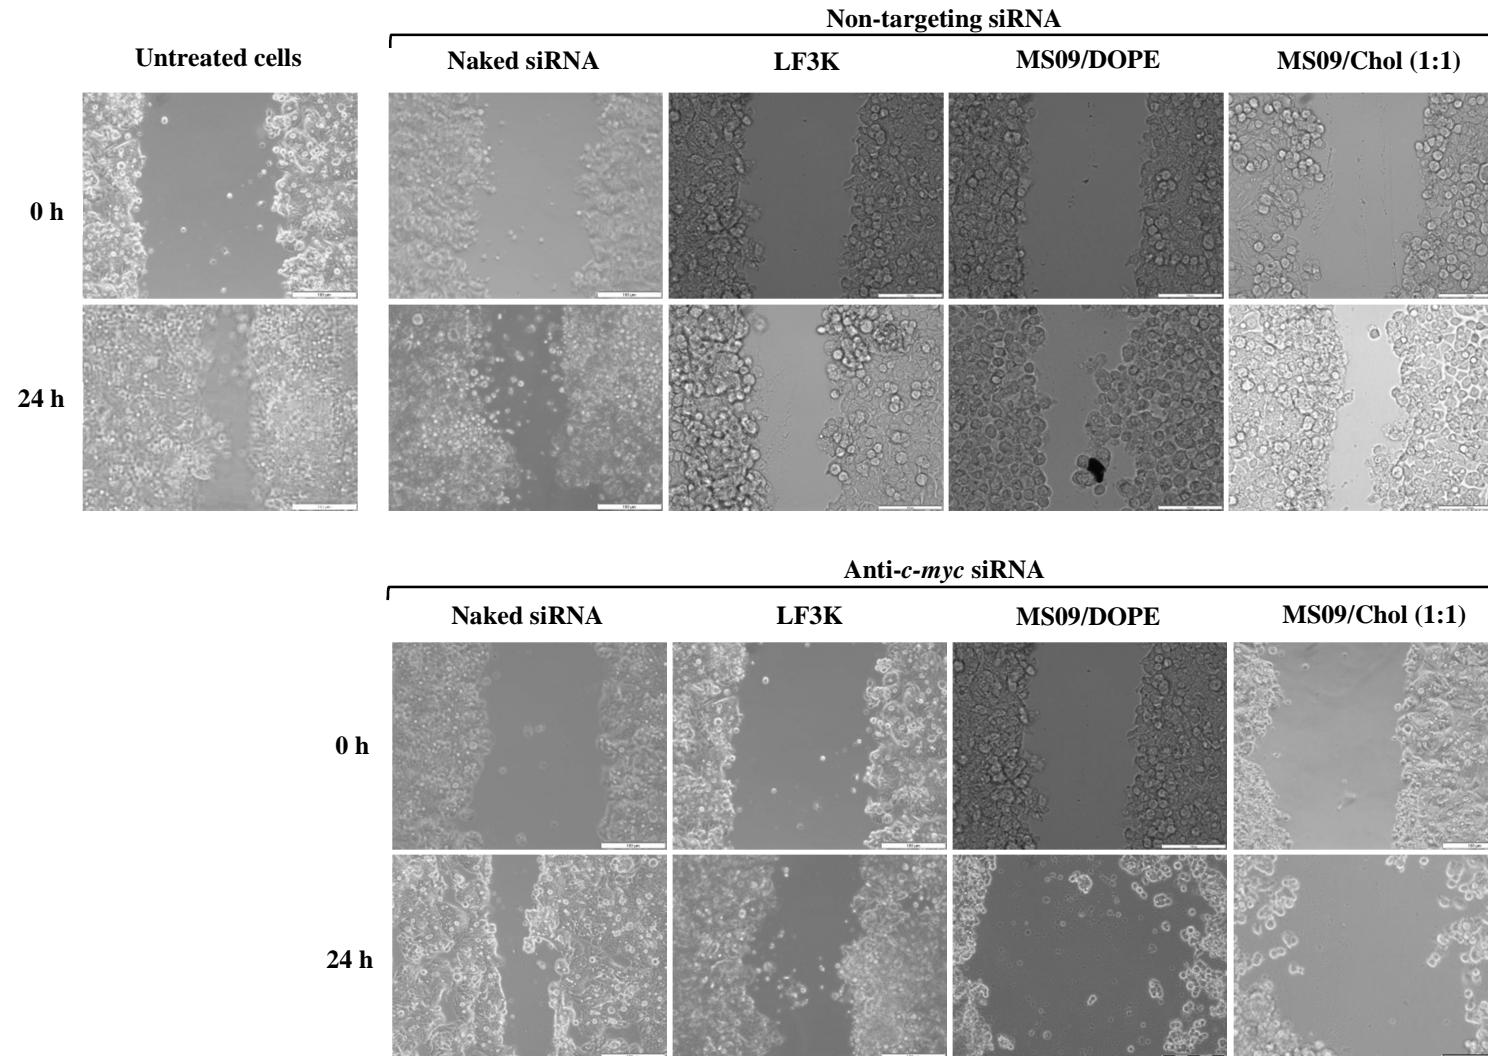 Non-targeting siRNA
Untreated cells
Naked siRNA
LF3K
MS09/DOPE
MS09/Chol (1:1)
0 h
24 h
Anti-c-myc siRNA
Naked siRNA
LF3K
MS09/DOPE
MS09/Chol (1:1)
0 h
24 h